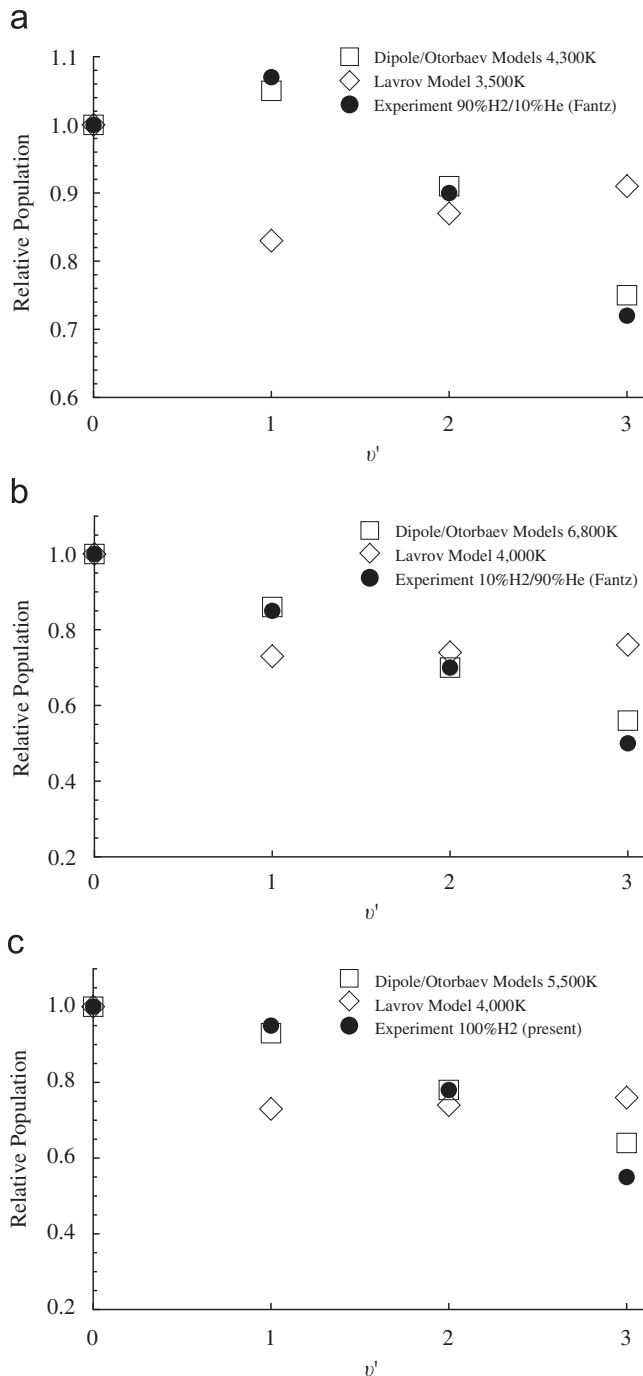 a
1.1
1.0
0.9
0.8
0.7
0.6
Relative Population
Dipole/Otorbaev Models 4,300K
Lavrov Model 3,500K
Experiment 90%H2/10%He (Fantz)
0 1 2 3
υ'
b
1.0
0.8
0.6
0.4
0.2
Relative Population
Dipole/Otorbaev Models 6,800K
Lavrov Model 4,000K
Experiment 10%H2/90%He (Fantz)
0 1 2 3
υ'
c
1.0
0.8
0.6
0.4
0.2
Relative Population
Dipole/Otorbaev Models 5,500K
Lavrov Model 4,000K
Experiment 100%H2 (present)
0 1 2 3
υ'